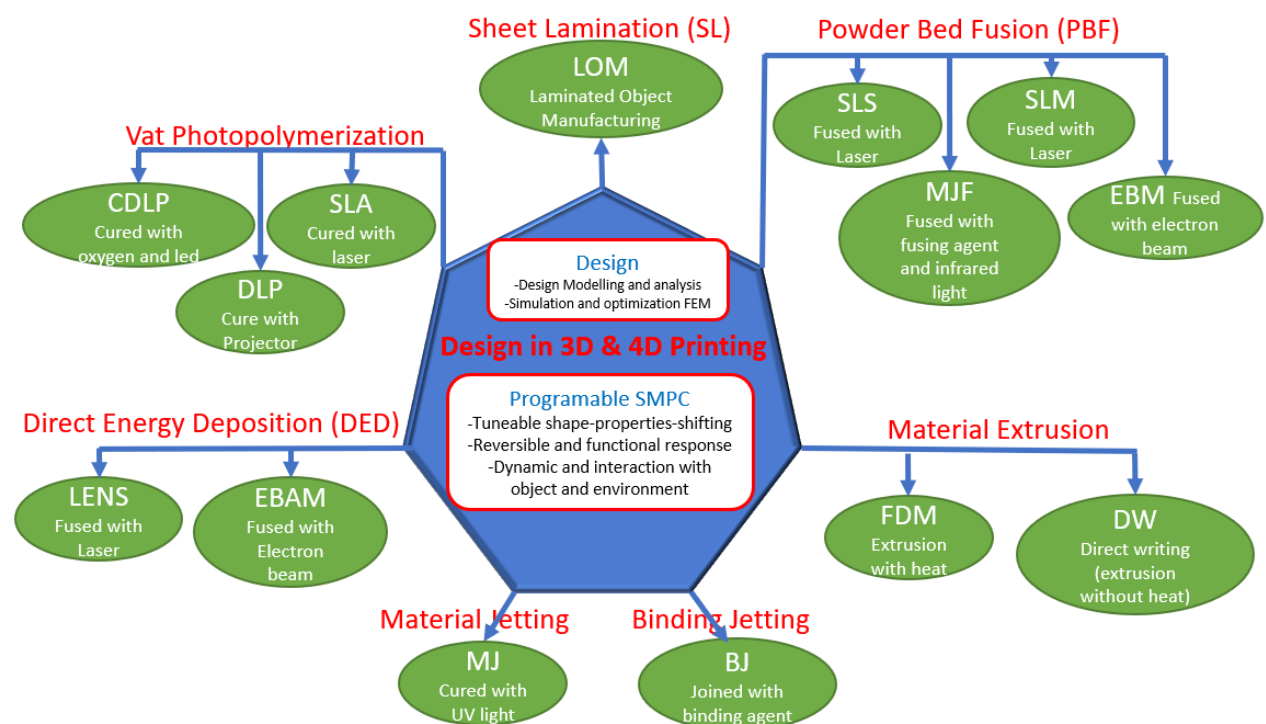 Sheet Lamination (SL)
LOM
Laminated Object
Manufacturing
Powder Bed Fusion (PBF)
SLS
Fused with
Laser
SLM
Fused with
Laser
MJF
Fused with
fusing agent
and infrared
light
EBM Fused
with electron
beam
Vat Photopolymerization
CDLP
Cured with
oxygen and led
SLA
Cured with
laser
DLP
Cure with
Projector
Design
-Design Modelling and analysis
-Simulation and optimization FEM
Design in 3D & 4D Printing
Programable SMPC
-Tuneable shape-properties-shifting
-Reversible and functional response
-Dynamic and interaction with
object and environment
Direct Energy Deposition (DED)
LENS
Fused with
Laser
EBAM
Fused with
Electron
beam
Material Extrusion
FDM
Extrusion
with heat
DW
Direct writing
(extrusion
without heat)
Material Jetting
MJ
Cured with
UV light
Binding Jetting
BJ
Joined with
binding agent